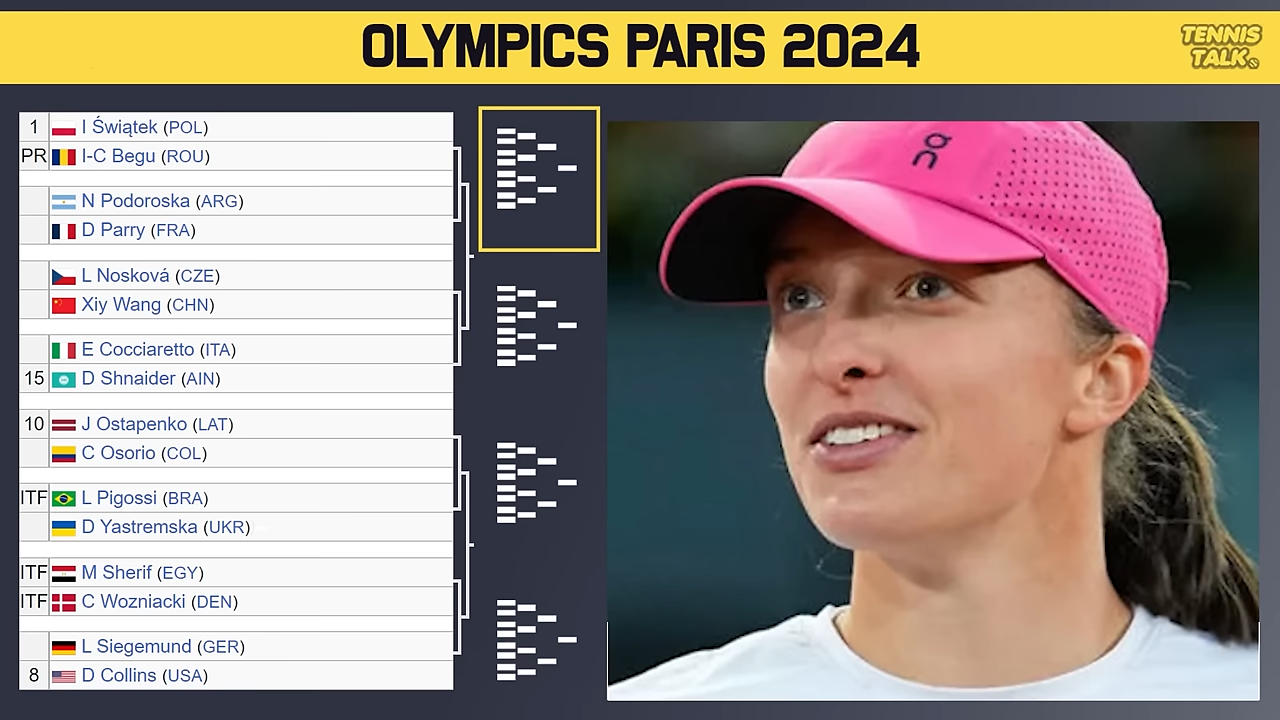 OLYMPICS PARIS 2024
TENNIS
TALK
1 I Świątek (POL)
PR I-C Begu (ROU)
N Podoroska (ARG)
D Parry (FRA)
L Nosková (CZE)
Xiy Wang (CHN)
E Cocciaretto (ITA)
15 D Shnaider (AIN)
10 J Ostapenko (LAT)
C Osorio (COL)
ITF L Pigossi (BRA)
D Yastremska (UKR)
ITF M Sherif (EGY)
ITF C Wozniacki (DEN)
L Siegemund (GER)
8 D Collins (USA)